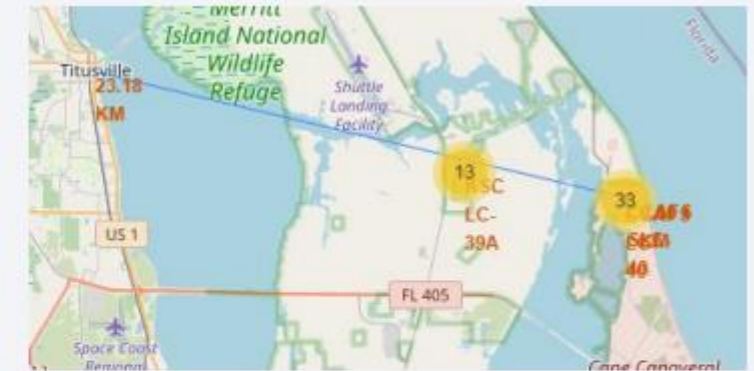 Merritt
Island National
Wildlife
Refuge
Florida
Titusville
23.18
KM
Shuttle
Landing
Facility
13
KSC
LC-
39A
33
40
US 1
FL 405
Space Coast
Regional
Cape Canaveral